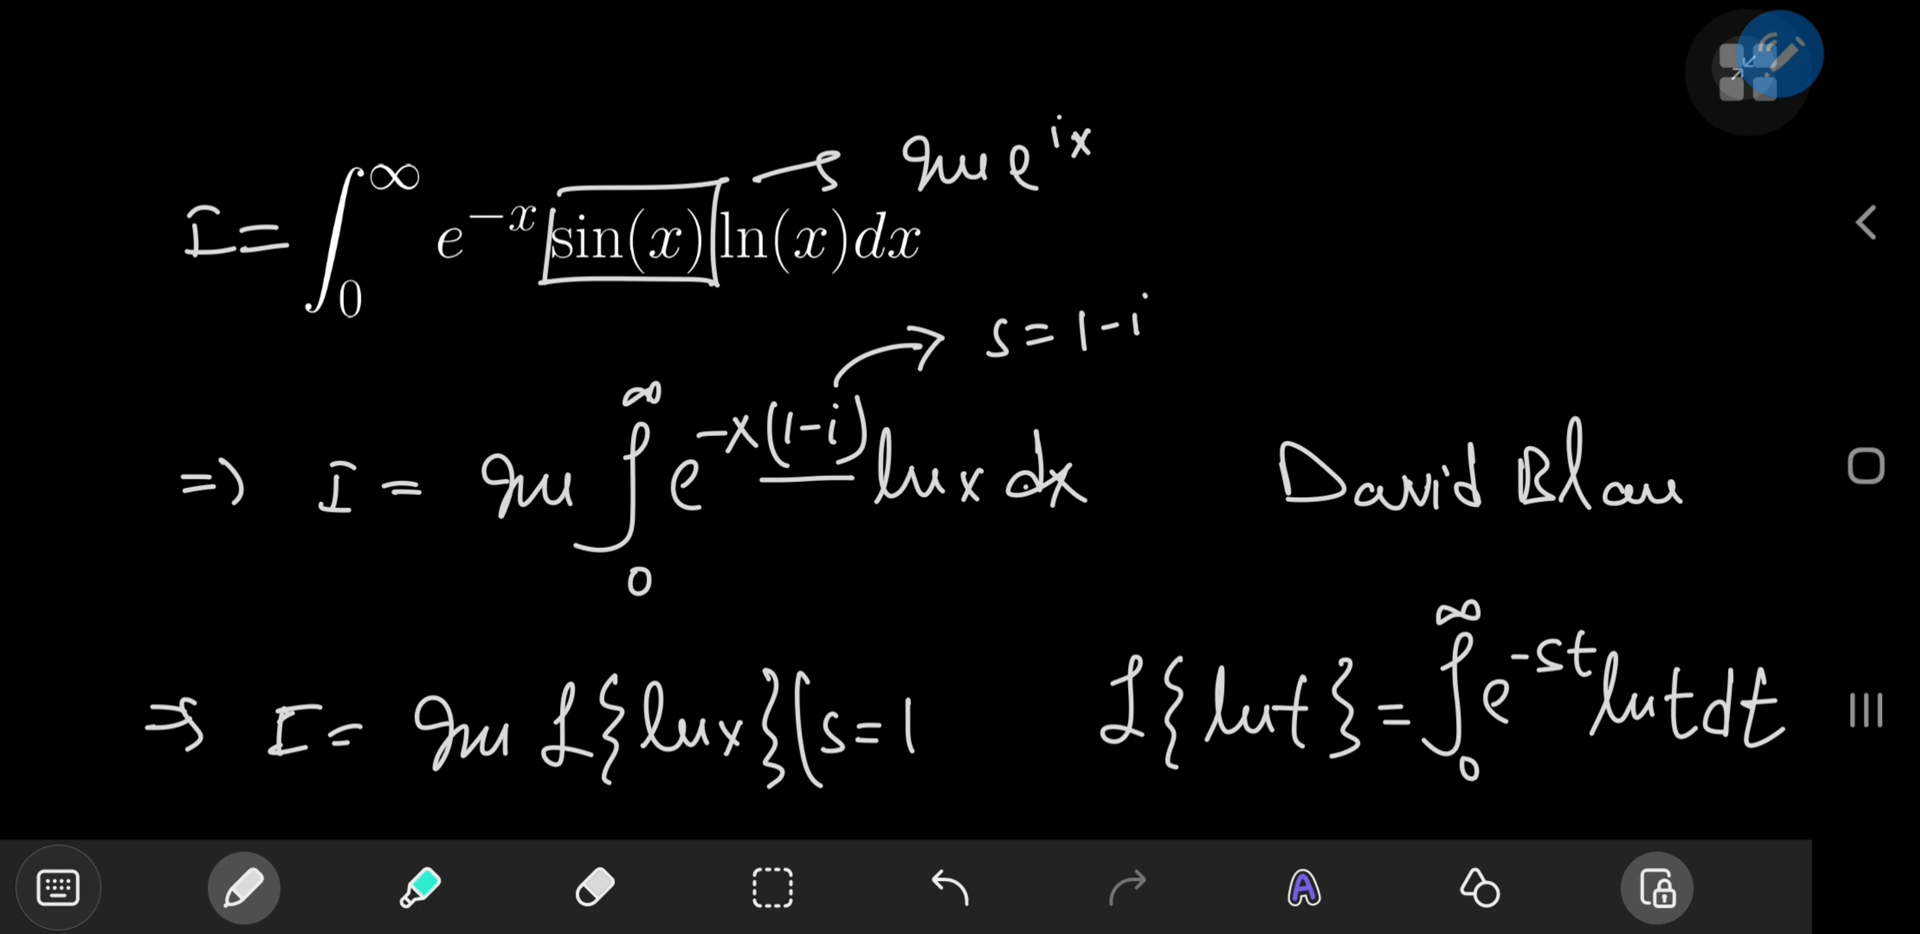 I = ∫₀^∞ e^{-x} sin(x) ln(x) dx → Im e^{ix}
s = 1-i
=> I = Im ∫₀^∞ e^{-x(1-i)} ln x dx
David Blau
=> I = Im L{ln x}(s=1
L{ln t} = ∫₀^∞ e^{-st} ln t dt
A